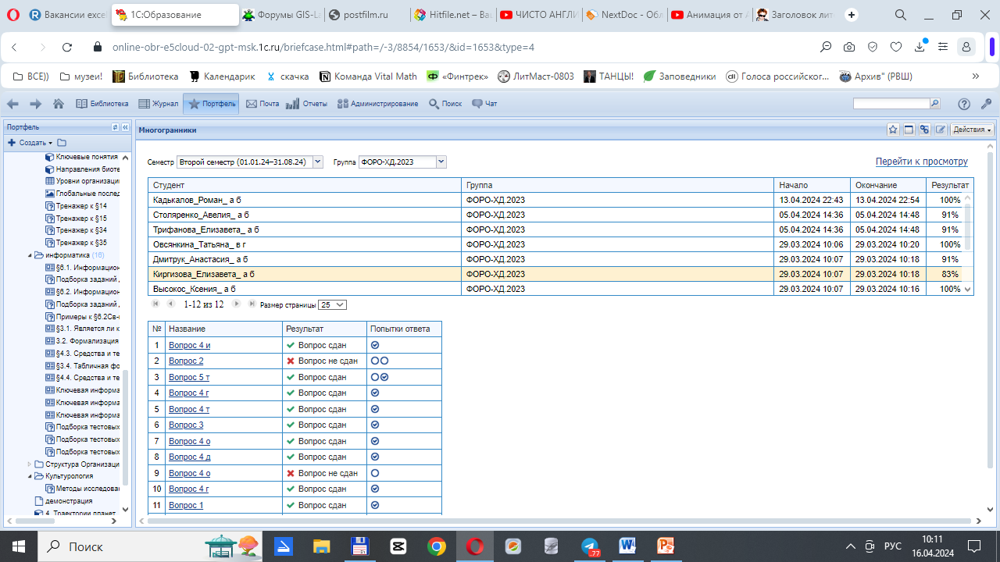 Вакансии excel
1С:Образование
Форумы GIS-La
postfilm.ru
Hitfile.net – Ва
ЧИСТО АНГЛИ
NextDoc - Обл
Анимация от А
Заголовок лит
online-obr-e5cloud-02-gpt-msk.1c.ru/briefcase.html#path=/-3/8854/1653/&id=1653&type=4
ВСЕ))
музеи!
Библиотека
Календарик
скачка
Команда Vital Math
«Финтрек»
ЛитМаст-0803
ТАНЦЫ!
Заповедники
Голоса российског...
Архив" (РВШ)
Библиотека
Журнал
Портфель
Почта
Отчеты
Администрирование
Поиск
Чат
Портфель
Создать
Ключевые понятия
Направления биоте
Уровни организаци
Глобальные послед
Тренажер к §14
Тренажер к §15
Тренажер к §34
Тренажер к §35
информатика (16)
§6.1. Информацион
Подборка заданий
§6.2. Информацион
Подборка заданий
Примеры к §6.2Св-
§3.1. Является ли к
3.2. Формализация
§4.3. Средства и те
§3.4. Табличная фо
§4.4. Средства и те
Ключевая информа
Ключевая информа
Ключевая информа
Подборка тестовых
Подборка тестовых
Подборка тестовых
Структура Организаци
Культурология
Методы исследован
демонстрация
4. Траектории планет
Многогранники
Действия
Семестр Второй семестр (01.01.24–31.08.24) Группа ФОРО-ХД.2023
Перейти к просмотру
Студент Группа Начало Окончание Результат
Кадькалов_Роман_ а б ФОРО-ХД.2023 13.04.2024 22:43 13.04.2024 22:54 100%
Столяренко_Авелия_ а б ФОРО-ХД.2023 05.04.2024 14:36 05.04.2024 14:48 91%
Трифанова_Елизавета_ а б ФОРО-ХД.2023 05.04.2024 14:36 05.04.2024 14:48 91%
Овсянкина_Татьяна_ в г ФОРО-ХД.2023 29.03.2024 10:06 29.03.2024 10:20 100%
Дмитрук_Анастасия_ а б ФОРО-ХД.2023 29.03.2024 10:07 29.03.2024 10:18 91%
Киргизова_Елизавета_ а б ФОРО-ХД.2023 29.03.2024 10:07 29.03.2024 10:18 83%
Высокос_Ксения_ а б ФОРО-ХД.2023 29.03.2024 10:07 29.03.2024 10:16 100%
1-12 из 12 Размер страницы 25
№ Название Результат Попытки ответа
1 Вопрос 4 и Вопрос сдан
2 Вопрос 2 Вопрос не сдан
3 Вопрос 5 т Вопрос сдан
4 Вопрос 4 г Вопрос сдан
5 Вопрос 4 т Вопрос сдан
6 Вопрос 3 Вопрос сдан
7 Вопрос 4 о Вопрос сдан
8 Вопрос 4 д Вопрос сдан
9 Вопрос 4 о Вопрос не сдан
10 Вопрос 4 г Вопрос сдан
11 Вопрос 1 Вопрос сдан
Поиск
.77
РУС
10:11
16.04.2024